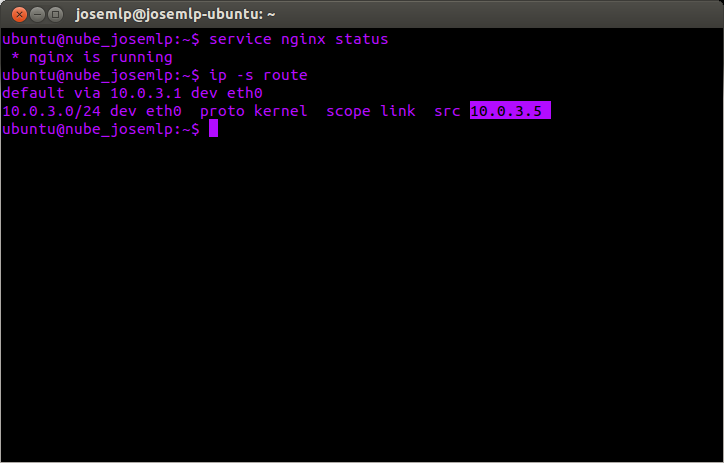 josemlp@josemlp-ubuntu: ~
ubuntu@nube_josemlp:~$ service nginx status
 * nginx is running
ubuntu@nube_josemlp:~$ ip -s route
default via 10.0.3.1 dev eth0
10.0.3.0/24 dev eth0  proto kernel  scope link  src 10.0.3.5
ubuntu@nube_josemlp:~$